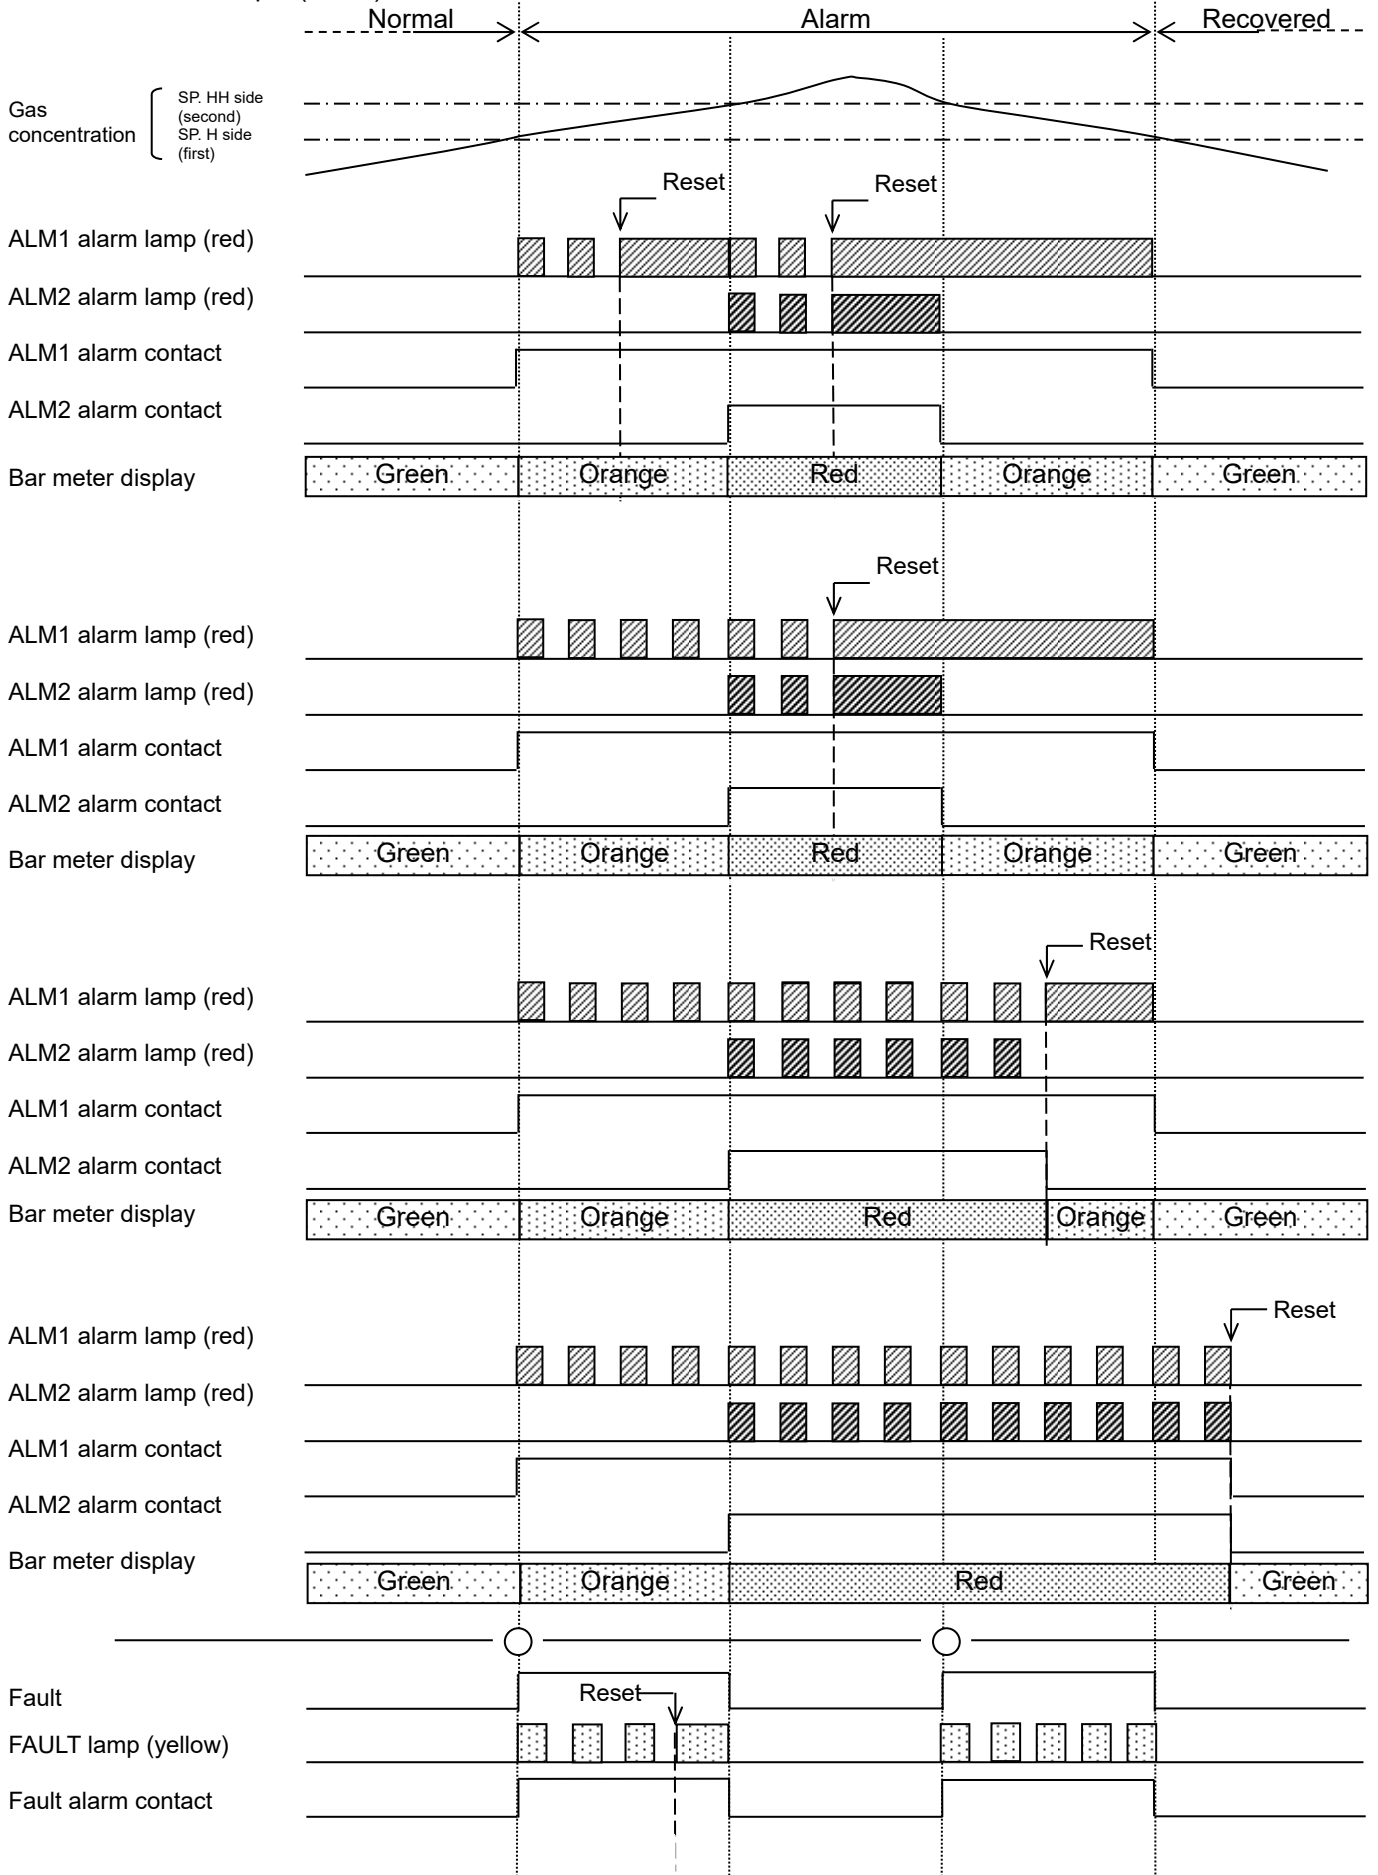 Normal Alarm Recovered
Gas
concentration
SP. HH side
(second)
SP. H side
(first)
Reset Reset
ALM1 alarm lamp (red)
ALM2 alarm lamp (red)
ALM1 alarm contact
ALM2 alarm contact
Bar meter display Green Orange Red Orange Green
Reset
ALM1 alarm lamp (red)
ALM2 alarm lamp (red)
ALM1 alarm contact
ALM2 alarm contact
Bar meter display Green Orange Red Orange Green
Reset
ALM1 alarm lamp (red)
ALM2 alarm lamp (red)
ALM1 alarm contact
ALM2 alarm contact
Bar meter display Green Orange Red Orange Green
Reset
ALM1 alarm lamp (red)
ALM2 alarm lamp (red)
ALM1 alarm contact
ALM2 alarm contact
Bar meter display
Green Orange Red Green
Fault Reset
FAULT lamp (yellow)
Fault alarm contact